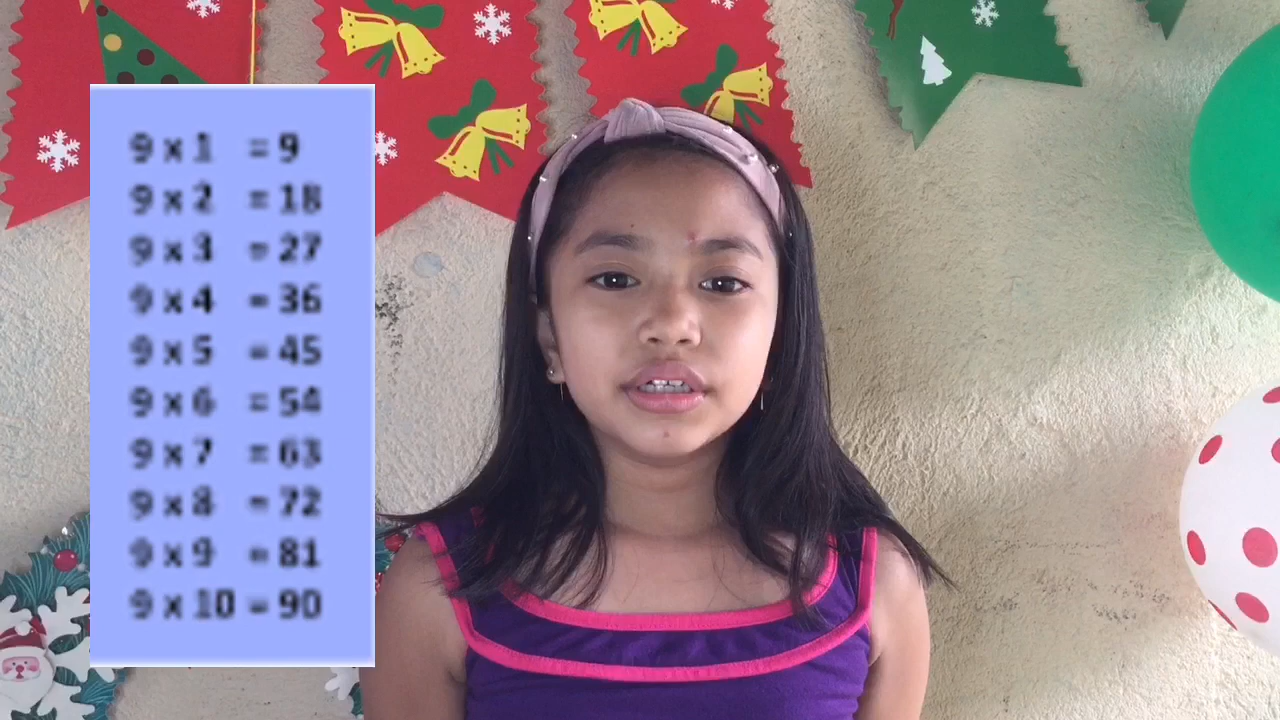 9 x 1 = 9
9 x 2 = 18
9 x 3 = 27
9 x 4 = 36
9 x 5 = 45
9 x 6 = 54
9 x 7 = 63
9 x 8 = 72
9 x 9 = 81
9 x 10 = 90